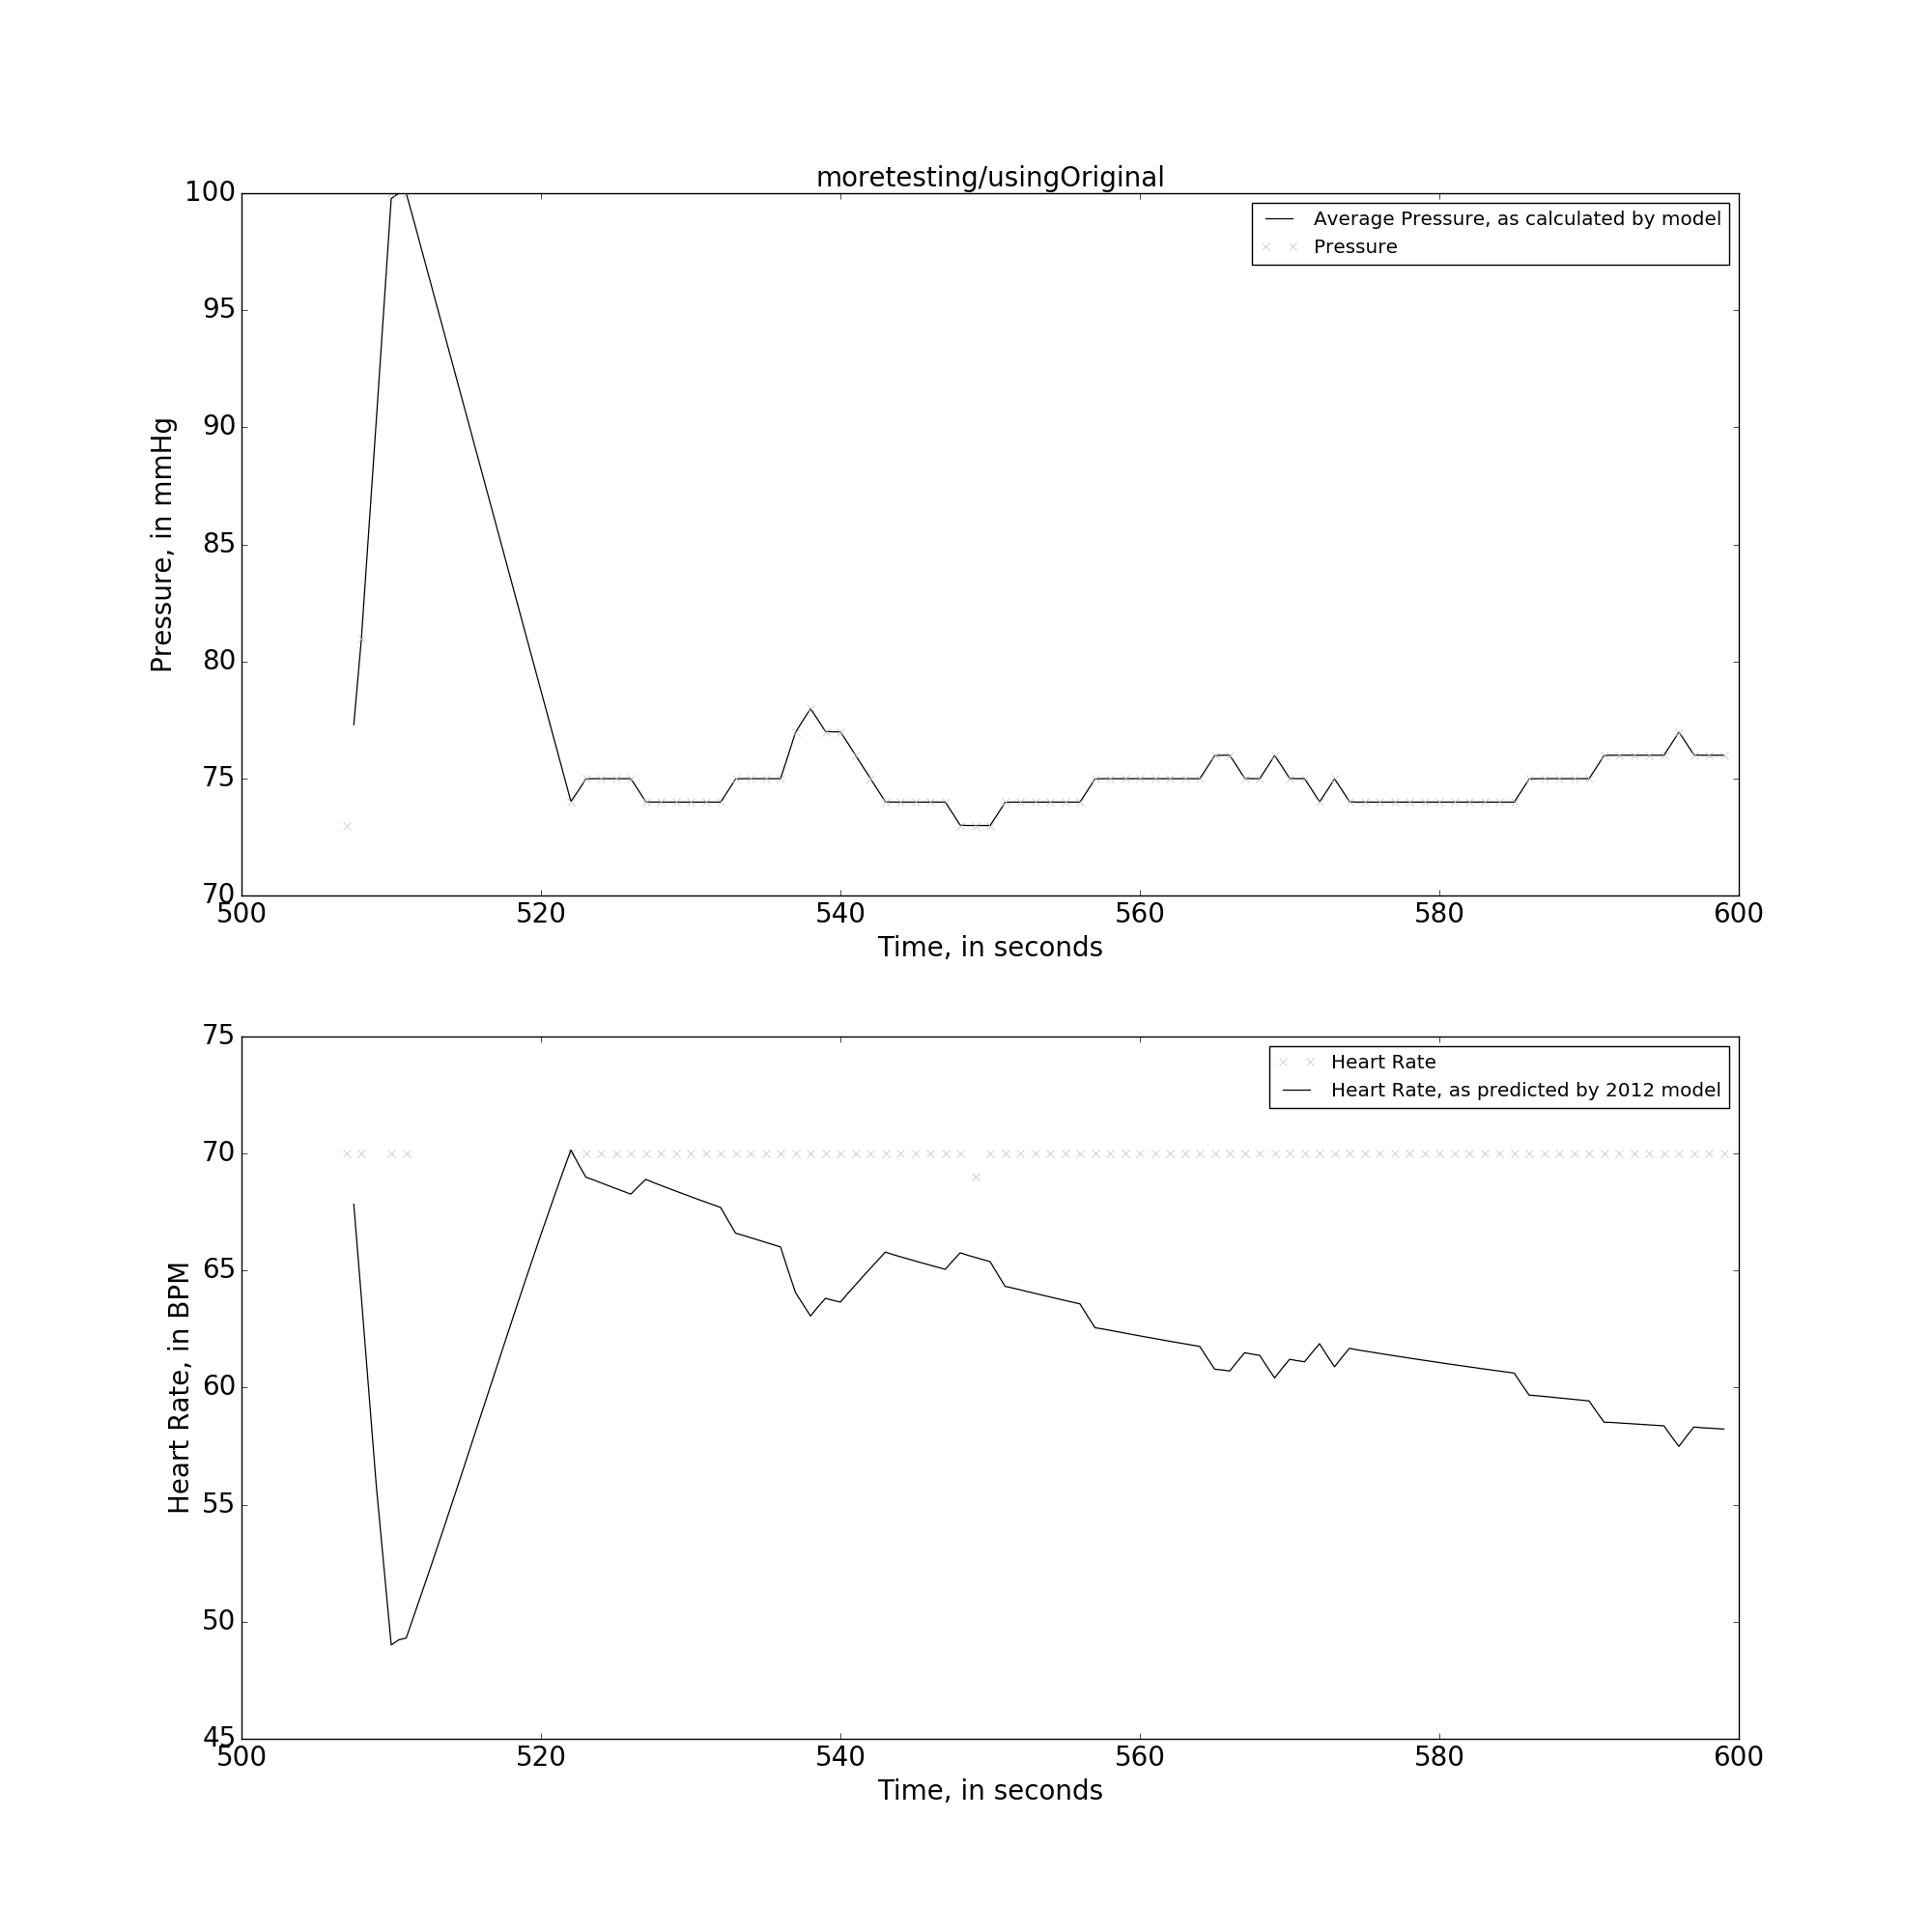 moretesting/usingOriginal
100
95
90
85
80
75
70
Pressure, in mmHg
Average Pressure, as calculated by model
Pressure
500 520 540 560 580 600
Time, in seconds
75
70
65
60
55
50
45
Heart Rate, in BPM
Heart Rate
Heart Rate, as predicted by 2012 model
500 520 540 560 580 600
Time, in seconds